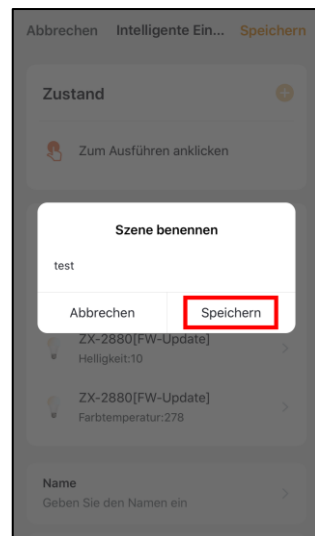 Abbrechen Intelligente Ein... Speichern
Zustand
Zum Ausführen anklicken
Szene benennen
test
Abbrechen Speichern
ZX-2880[FW-Update]
Helligkeit:10
ZX-2880[FW-Update]
Farbtemperatur:278
Name
Geben Sie den Namen ein